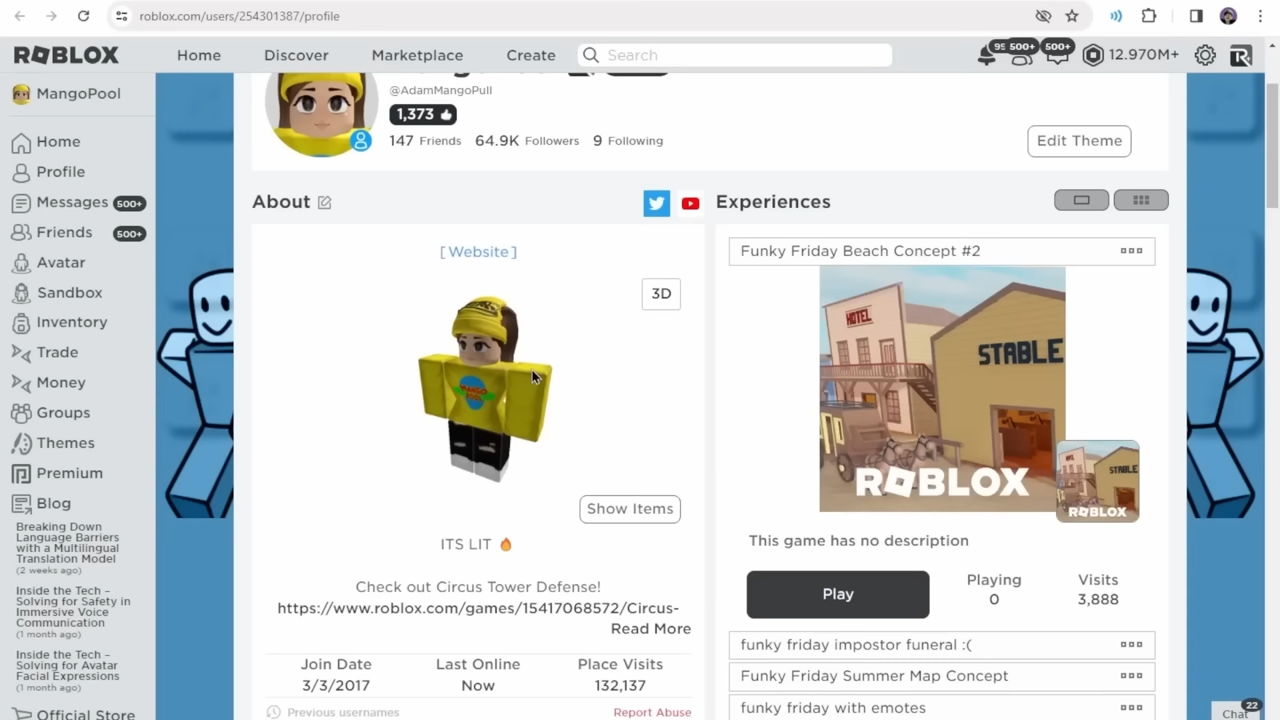 roblox.com/users/254301387/profile
ROBLOX
Home
Discover
Marketplace
Create
Search
500+
500+
12.970M+
MangoPool
Home
Profile
Messages 500+
Friends 500+
Avatar
Sandbox
Inventory
Trade
Money
Groups
Themes
Premium
Blog
Breaking Down
Language Barriers
with a Multilingual
Translation Model
(2 weeks ago)
Inside the Tech -
Solving for Safety in
Immersive Voice
Communication
(1 month ago)
Inside the Tech -
Solving for Avatar
Facial Expressions
(1 month ago)
Official Store
@AdamMangoPull
1,373
147 Friends 64.9K Followers 9 Following
Edit Theme
About
[ Website ]
3D
Show Items
ITS LIT 🔥
Check out Circus Tower Defense!
https://www.roblox.com/games/15417068572/Circus-
Read More
Join Date
3/3/2017
Last Online
Now
Place Visits
132,137
Previous usernames
Report Abuse
Experiences
Funky Friday Beach Concept #2
HOTEL
STABLE
ROBLOX
STABLE
ROBLOX
This game has no description
Play
Playing
0
Visits
3,888
funky friday impostor funeral :(
Funky Friday Summer Map Concept
funky friday with emotes
Chat
22